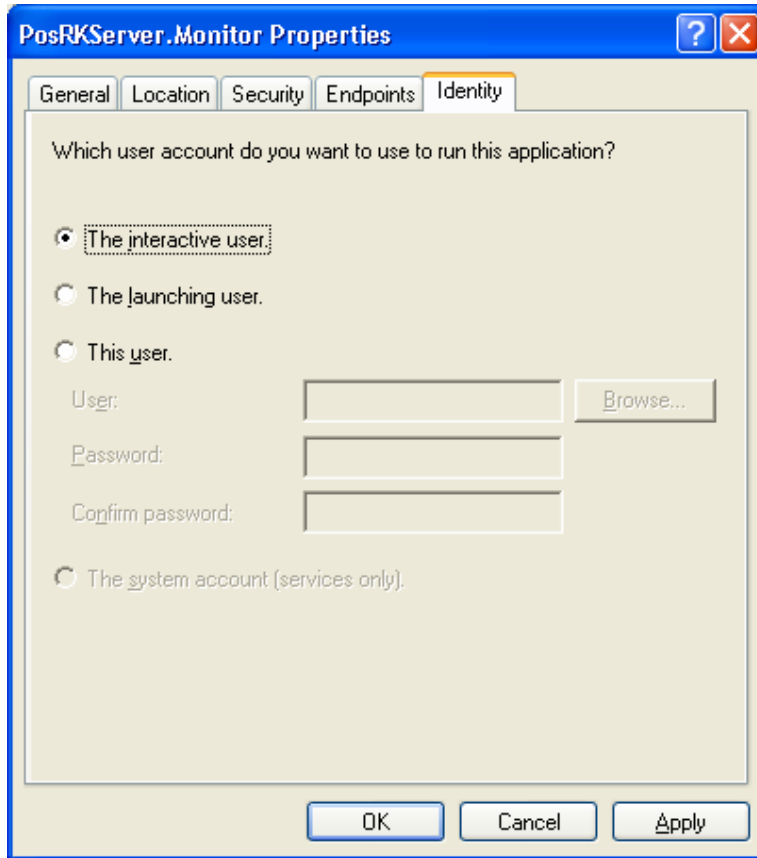 PosRKServer.Monitor Properties
General Location Security Endpoints Identity
Which user account do you want to use to run this application?
The interactive user.
The launching user.
This user.
User: Browse...
Password:
Confirm password:
The system account (services only).
OK Cancel Apply